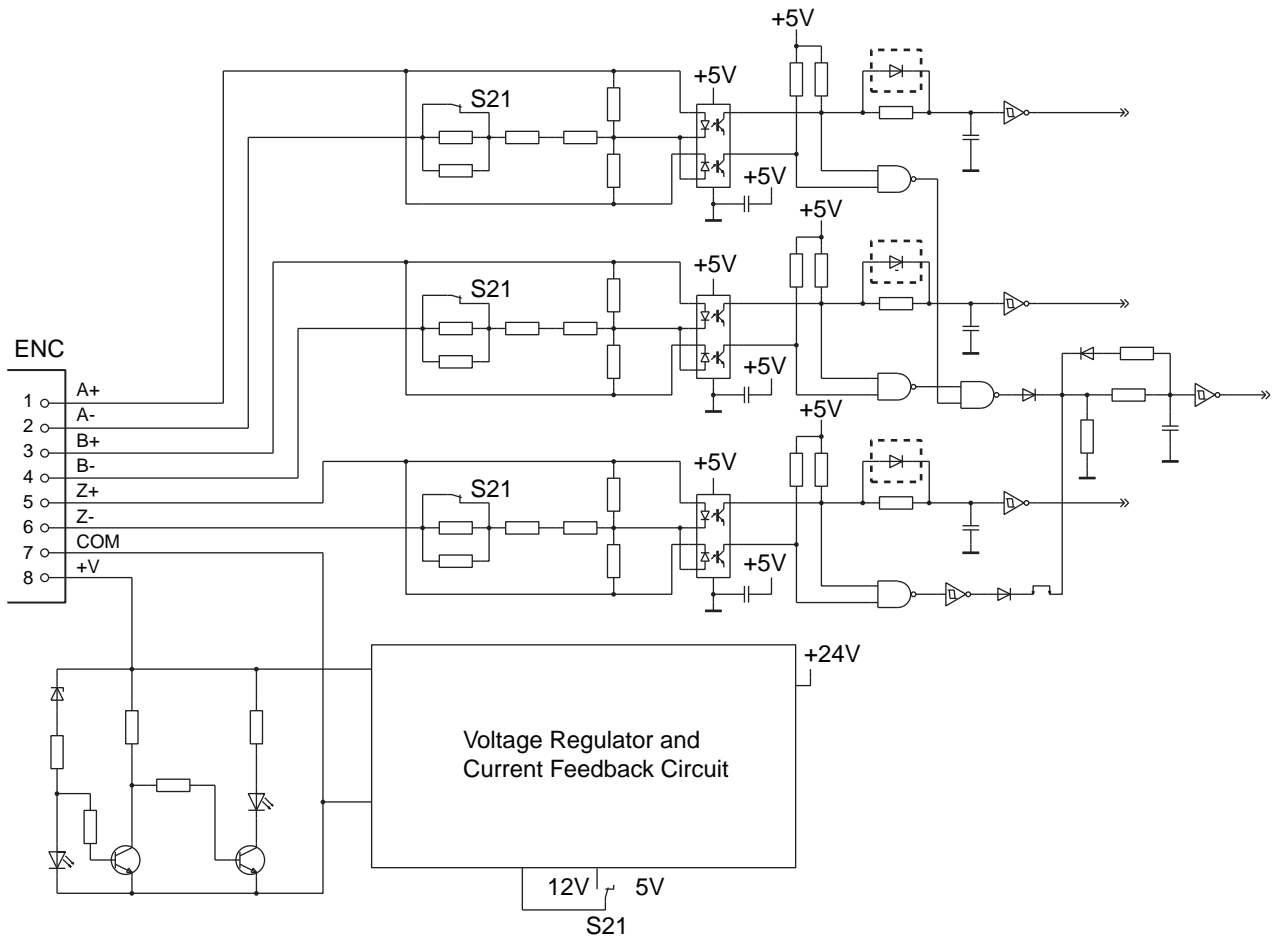 +5V
+5V
S21
+5V
+5V
+5V
S21
+5V
ENC
+5V
1 A+
2 A-
3 B+
4 B-
5 Z+
6 Z-
7 COM
8 +V
+5V
S21
+5V
+24V
Voltage Regulator and
Current Feedback Circuit
12V 5V
S21